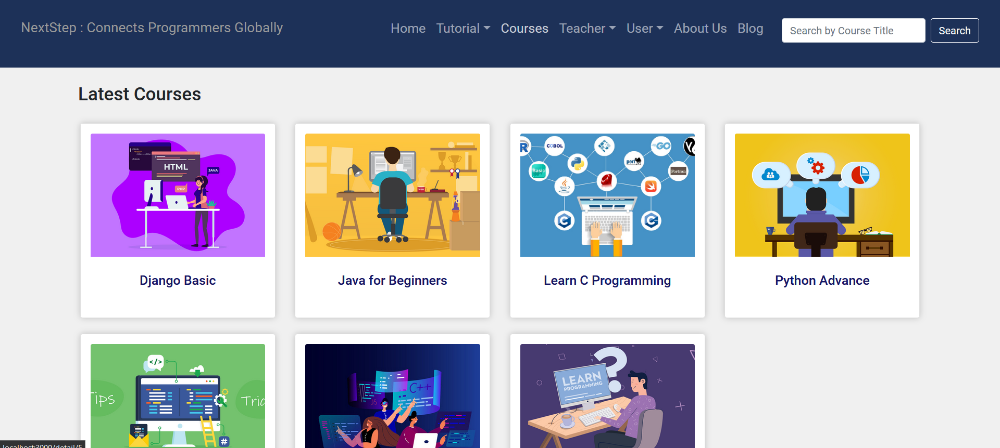 NextStep : Connects Programmers Globally
Home Tutorial Courses Teacher User About Us Blog
Search by Course Title
Search
Latest Courses
HTML
JAVA
PHP
Django Basic
WEB
Java for Beginners
R
COBOL
GO
Basic
perl
Fortran
C
C++
Learn C Programming
Python Advance
</>
Tips
Tric
#
C++
JS
LEARN
PROGRAMMING
?
localhost:3000/detail/5